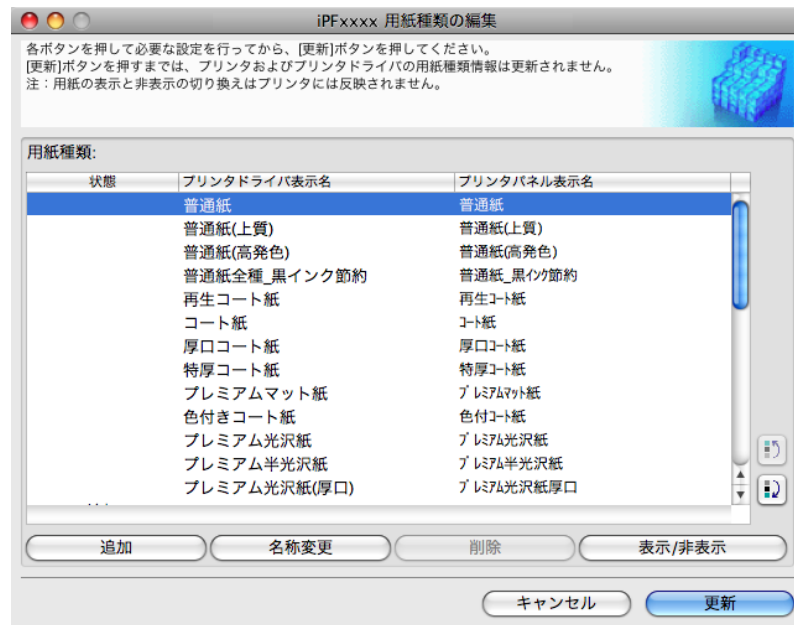 iPFxxxx 用紙種類の編集
各ボタンを押して必要な設定を行ってから、[更新]ボタンを押してください。
[更新]ボタンを押すまでは、プリンタおよびプリンタドライバの用紙種類情報は更新されません。
注：用紙の表示と非表示の切り換えはプリンタには反映されません。
用紙種類:
状態 プリンタドライバ表示名 プリンタパネル表示名
普通紙 普通紙
普通紙(上質) 普通紙(上質)
普通紙(高発色) 普通紙(高発色)
普通紙全種_黒インク節約 普通紙_黒ｲﾝｸ節約
再生コート紙 再生ｺｰﾄ紙
コート紙 ｺｰﾄ紙
厚口コート紙 厚口ｺｰﾄ紙
特厚コート紙 特厚ｺｰﾄ紙
プレミアムマット紙 ﾌﾟﾚﾐｱﾑﾏｯﾄ紙
色付きコート紙 色付ｺｰﾄ紙
プレミアム光沢紙 ﾌﾟﾚﾐｱﾑ光沢紙
プレミアム半光沢紙 ﾌﾟﾚﾐｱﾑ半光沢紙
プレミアム光沢紙(厚口) ﾌﾟﾚﾐｱﾑ光沢紙厚口
追加 名称変更 削除 表示/非表示
キャンセル 更新